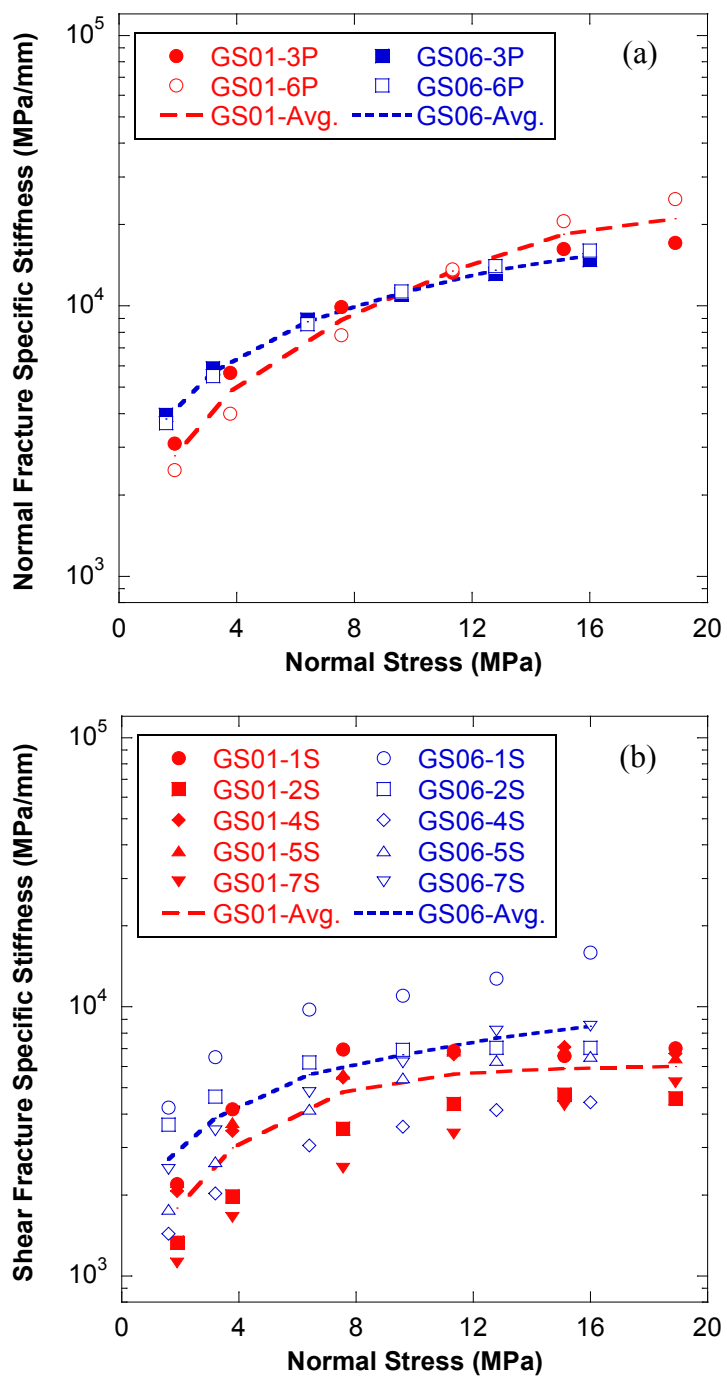 10^5
(a)
GS01-3P GS06-3P
GS01-6P GS06-6P
GS01-Avg. GS06-Avg.
Normal Fracture Specific Stiffness (MPa/mm)
10^4
10^3
0 4 8 12 16 20
Normal Stress (MPa)
10^5
(b)
GS01-1S GS06-1S
GS01-2S GS06-2S
GS01-4S GS06-4S
GS01-5S GS06-5S
GS01-7S GS06-7S
GS01-Avg. GS06-Avg.
Shear Fracture Specific Stiffness (MPa/mm)
10^4
10^3
0 4 8 12 16 20
Normal Stress (MPa)